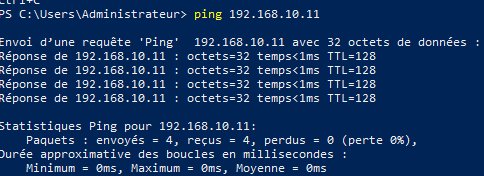 Ctrl+C
PS C:\Users\Administrateur> ping 192.168.10.11
Envoi d’une requête 'Ping'  192.168.10.11 avec 32 octets de données :
Réponse de 192.168.10.11 : octets=32 temps<1ms TTL=128
Réponse de 192.168.10.11 : octets=32 temps<1ms TTL=128
Réponse de 192.168.10.11 : octets=32 temps<1ms TTL=128
Réponse de 192.168.10.11 : octets=32 temps<1ms TTL=128
Statistiques Ping pour 192.168.10.11:
    Paquets : envoyés = 4, reçus = 4, perdus = 0 (perte 0%),
Durée approximative des boucles en millisecondes :
    Minimum = 0ms, Maximum = 0ms, Moyenne = 0ms